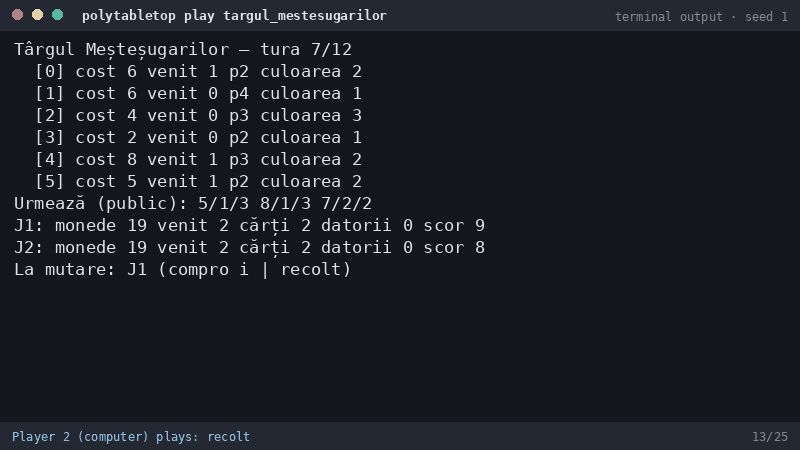 polytabletop play targul_mestesugarilor
terminal output · seed 1
Târgul Meșteșugarilor — tura 7/12
[0] cost 6 venit 1 p2 culoarea 2
[1] cost 6 venit 0 p4 culoarea 1
[2] cost 4 venit 0 p3 culoarea 3
[3] cost 2 venit 0 p2 culoarea 1
[4] cost 8 venit 1 p3 culoarea 2
[5] cost 5 venit 1 p2 culoarea 2
Urmează (public): 5/1/3 8/1/3 7/2/2
J1: monede 19 venit 2 cărți 2 datorii 0 scor 9
J2: monede 19 venit 2 cărți 2 datorii 0 scor 8
La mutare: J1 (compro i | recolt)
Player 2 (computer) plays: recolt
13/25